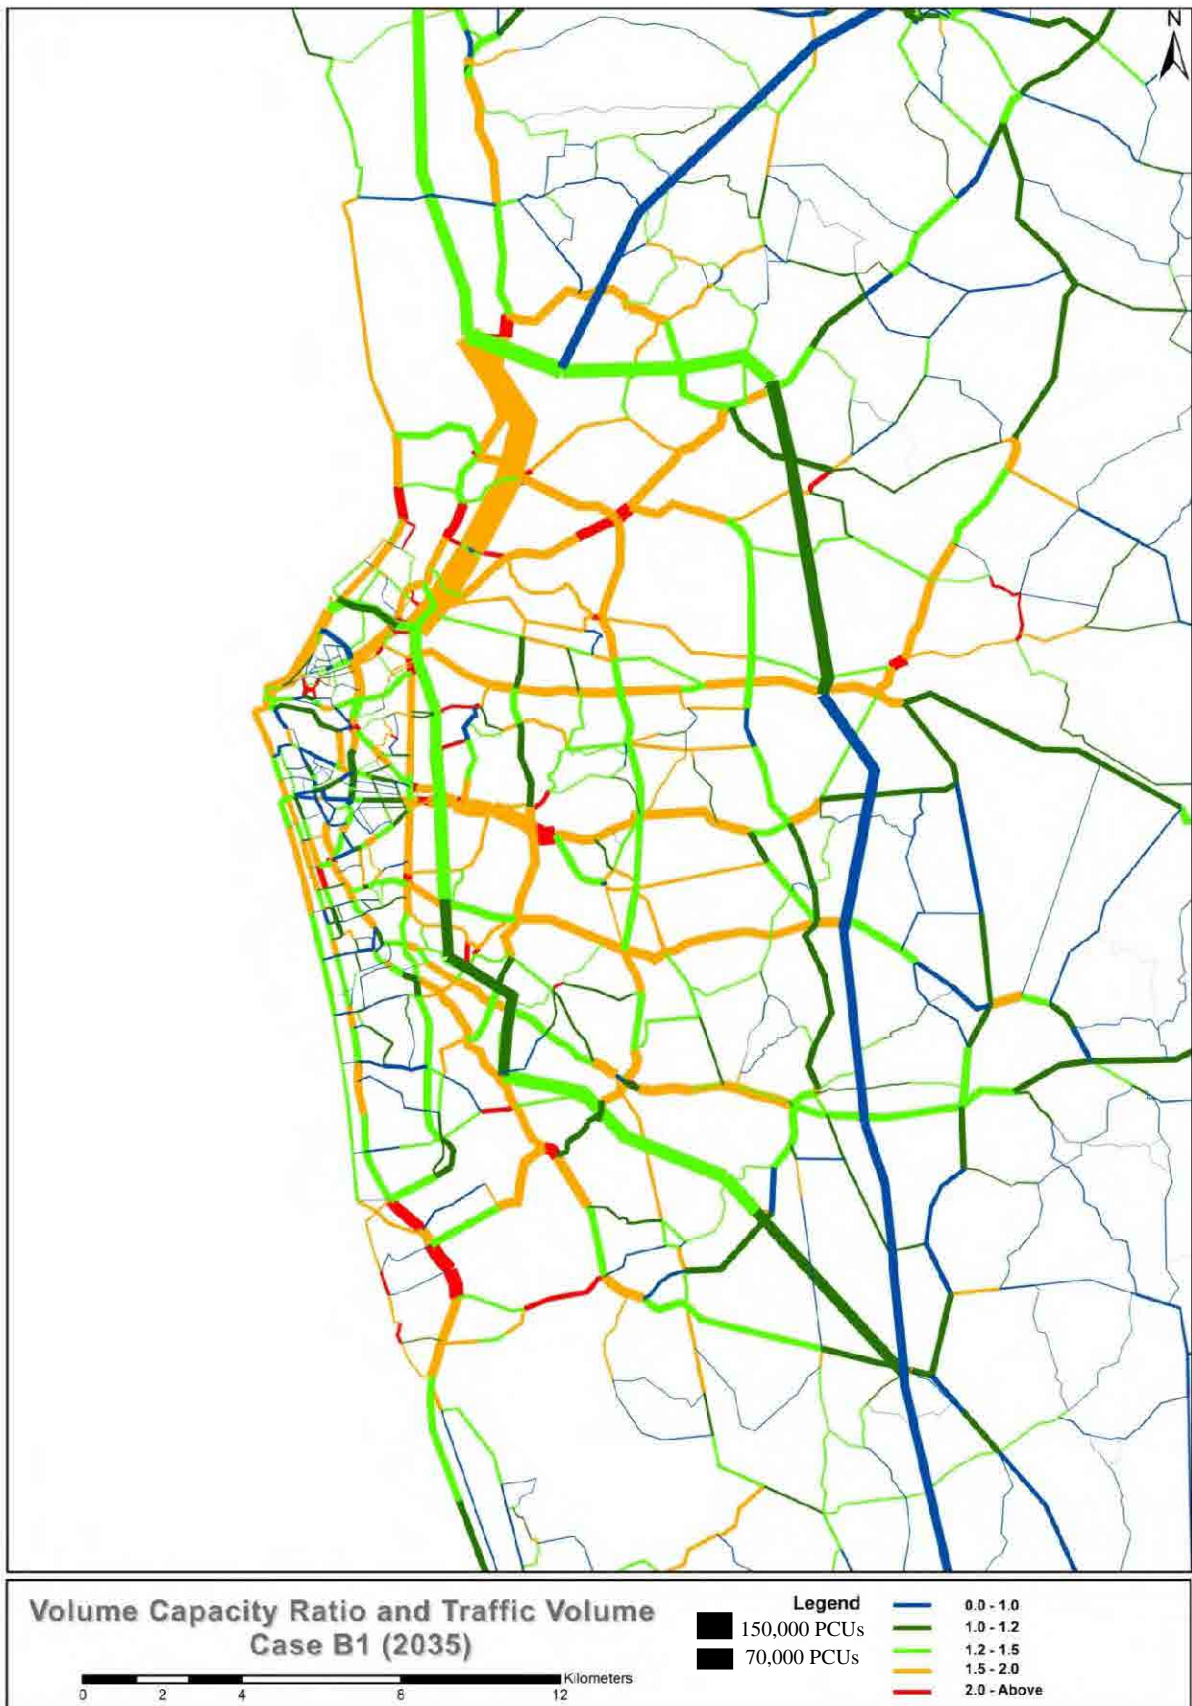 N
Volume Capacity Ratio and Traffic Volume
Case B1 (2035)
Kilometers
0 2 4 8 12
Legend
150,000 PCUs
70,000 PCUs
0.0 - 1.0
1.0 - 1.2
1.2 - 1.5
1.5 - 2.0
2.0 - Above